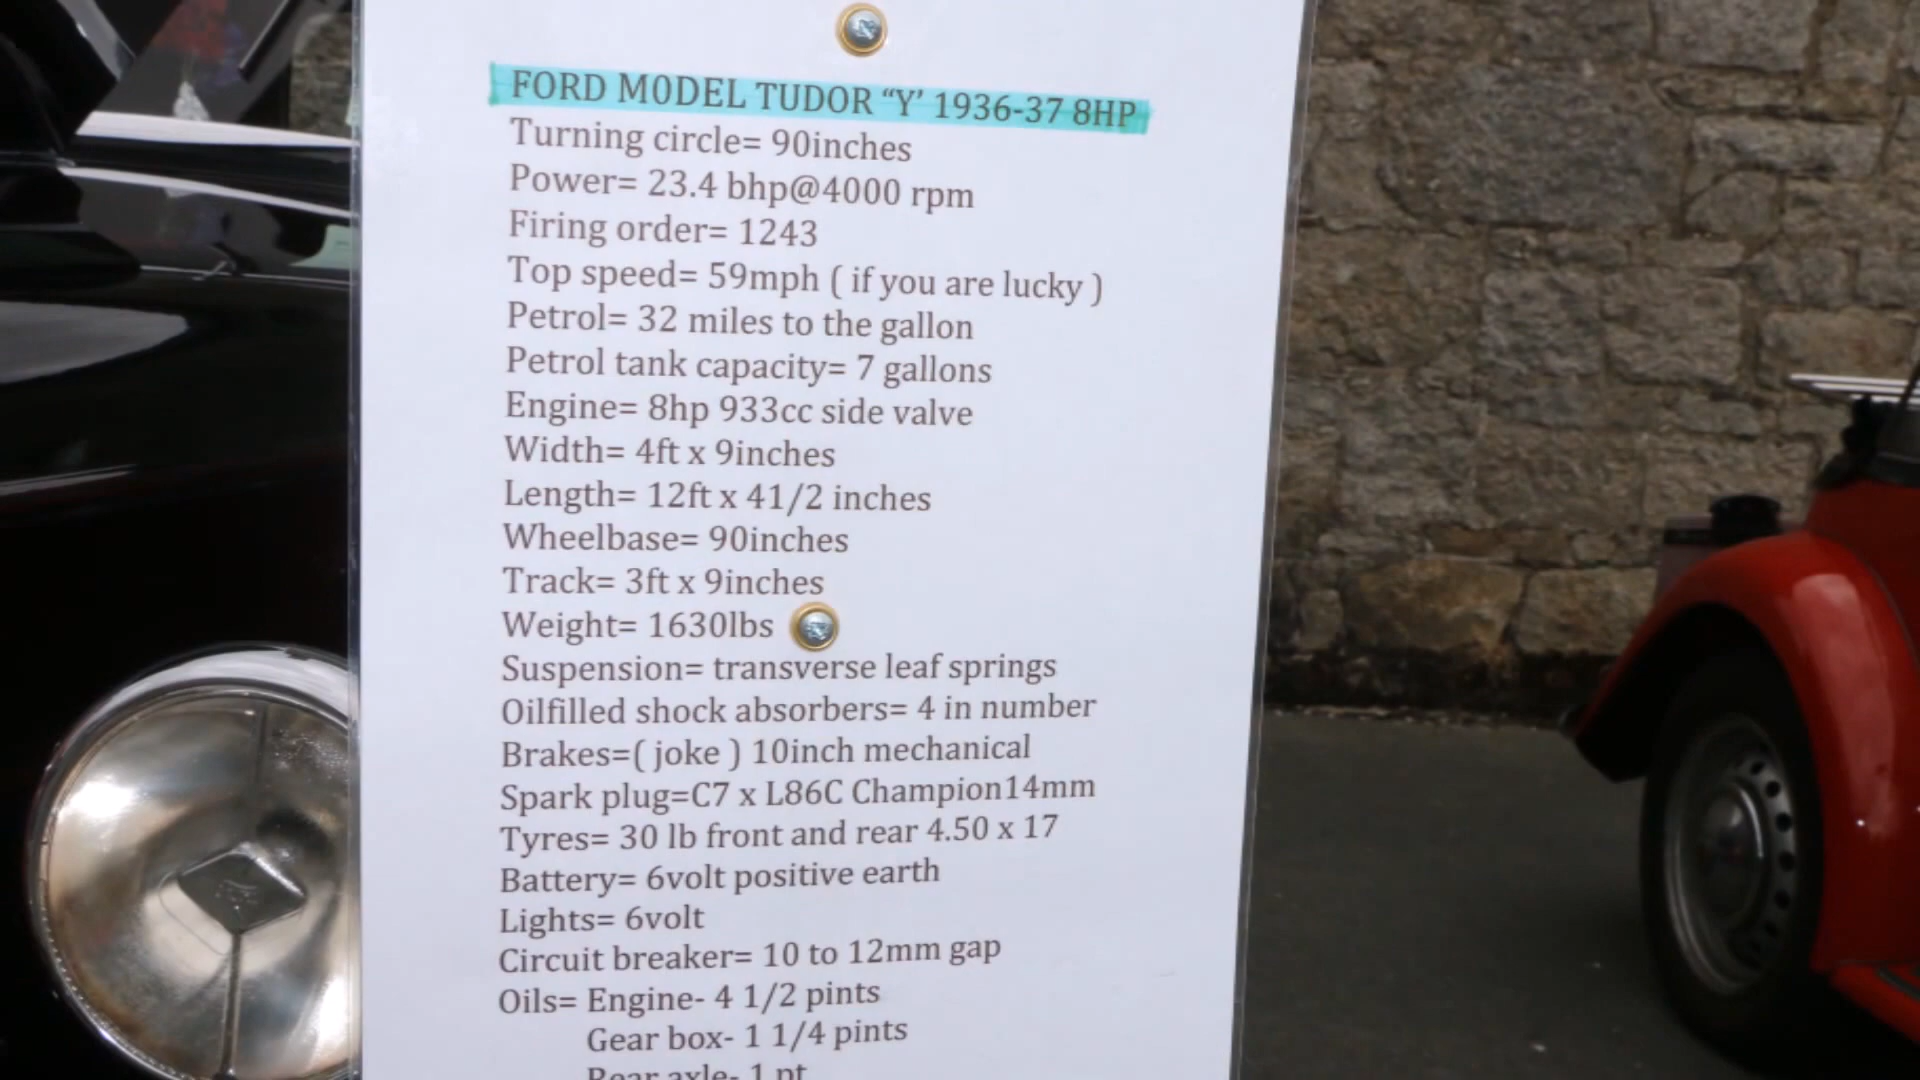 FORD MODEL TUDOR “Y’ 1936-37 8HP
Turning circle= 90inches
Power= 23.4 bhp@4000 rpm
Firing order= 1243
Top speed= 59mph ( if you are lucky )
Petrol= 32 miles to the gallon
Petrol tank capacity= 7 gallons
Engine= 8hp 933cc side valve
Width= 4ft x 9inches
Length= 12ft x 41/2 inches
Wheelbase= 90inches
Track= 3ft x 9inches
Weight= 1630lbs
Suspension= transverse leaf springs
Oilfilled shock absorbers= 4 in number
Brakes=( joke ) 10inch mechanical
Spark plug=C7 x L86C Champion14mm
Tyres= 30 lb front and rear 4.50 x 17
Battery= 6volt positive earth
Lights= 6volt
Circuit breaker= 10 to 12mm gap
Oils= Engine- 4 1/2 pints
Gear box- 1 1/4 pints
Rear axle- 1 pt